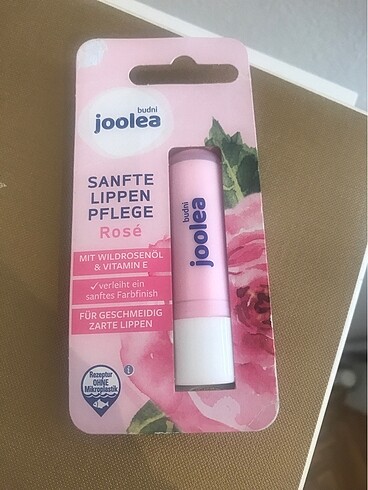 budni
joolea
SANFTE
LIPPEN
PFLEGE
Rosé
MIT WILDROSENÖL
& VITAMIN E
✓verleiht ein
sanftes Farbfinish
FÜR GESCHMEIDIG
ZARTE LIPPEN
Rezeptur
OHNE
Mikroplastik
i
budni
joolea